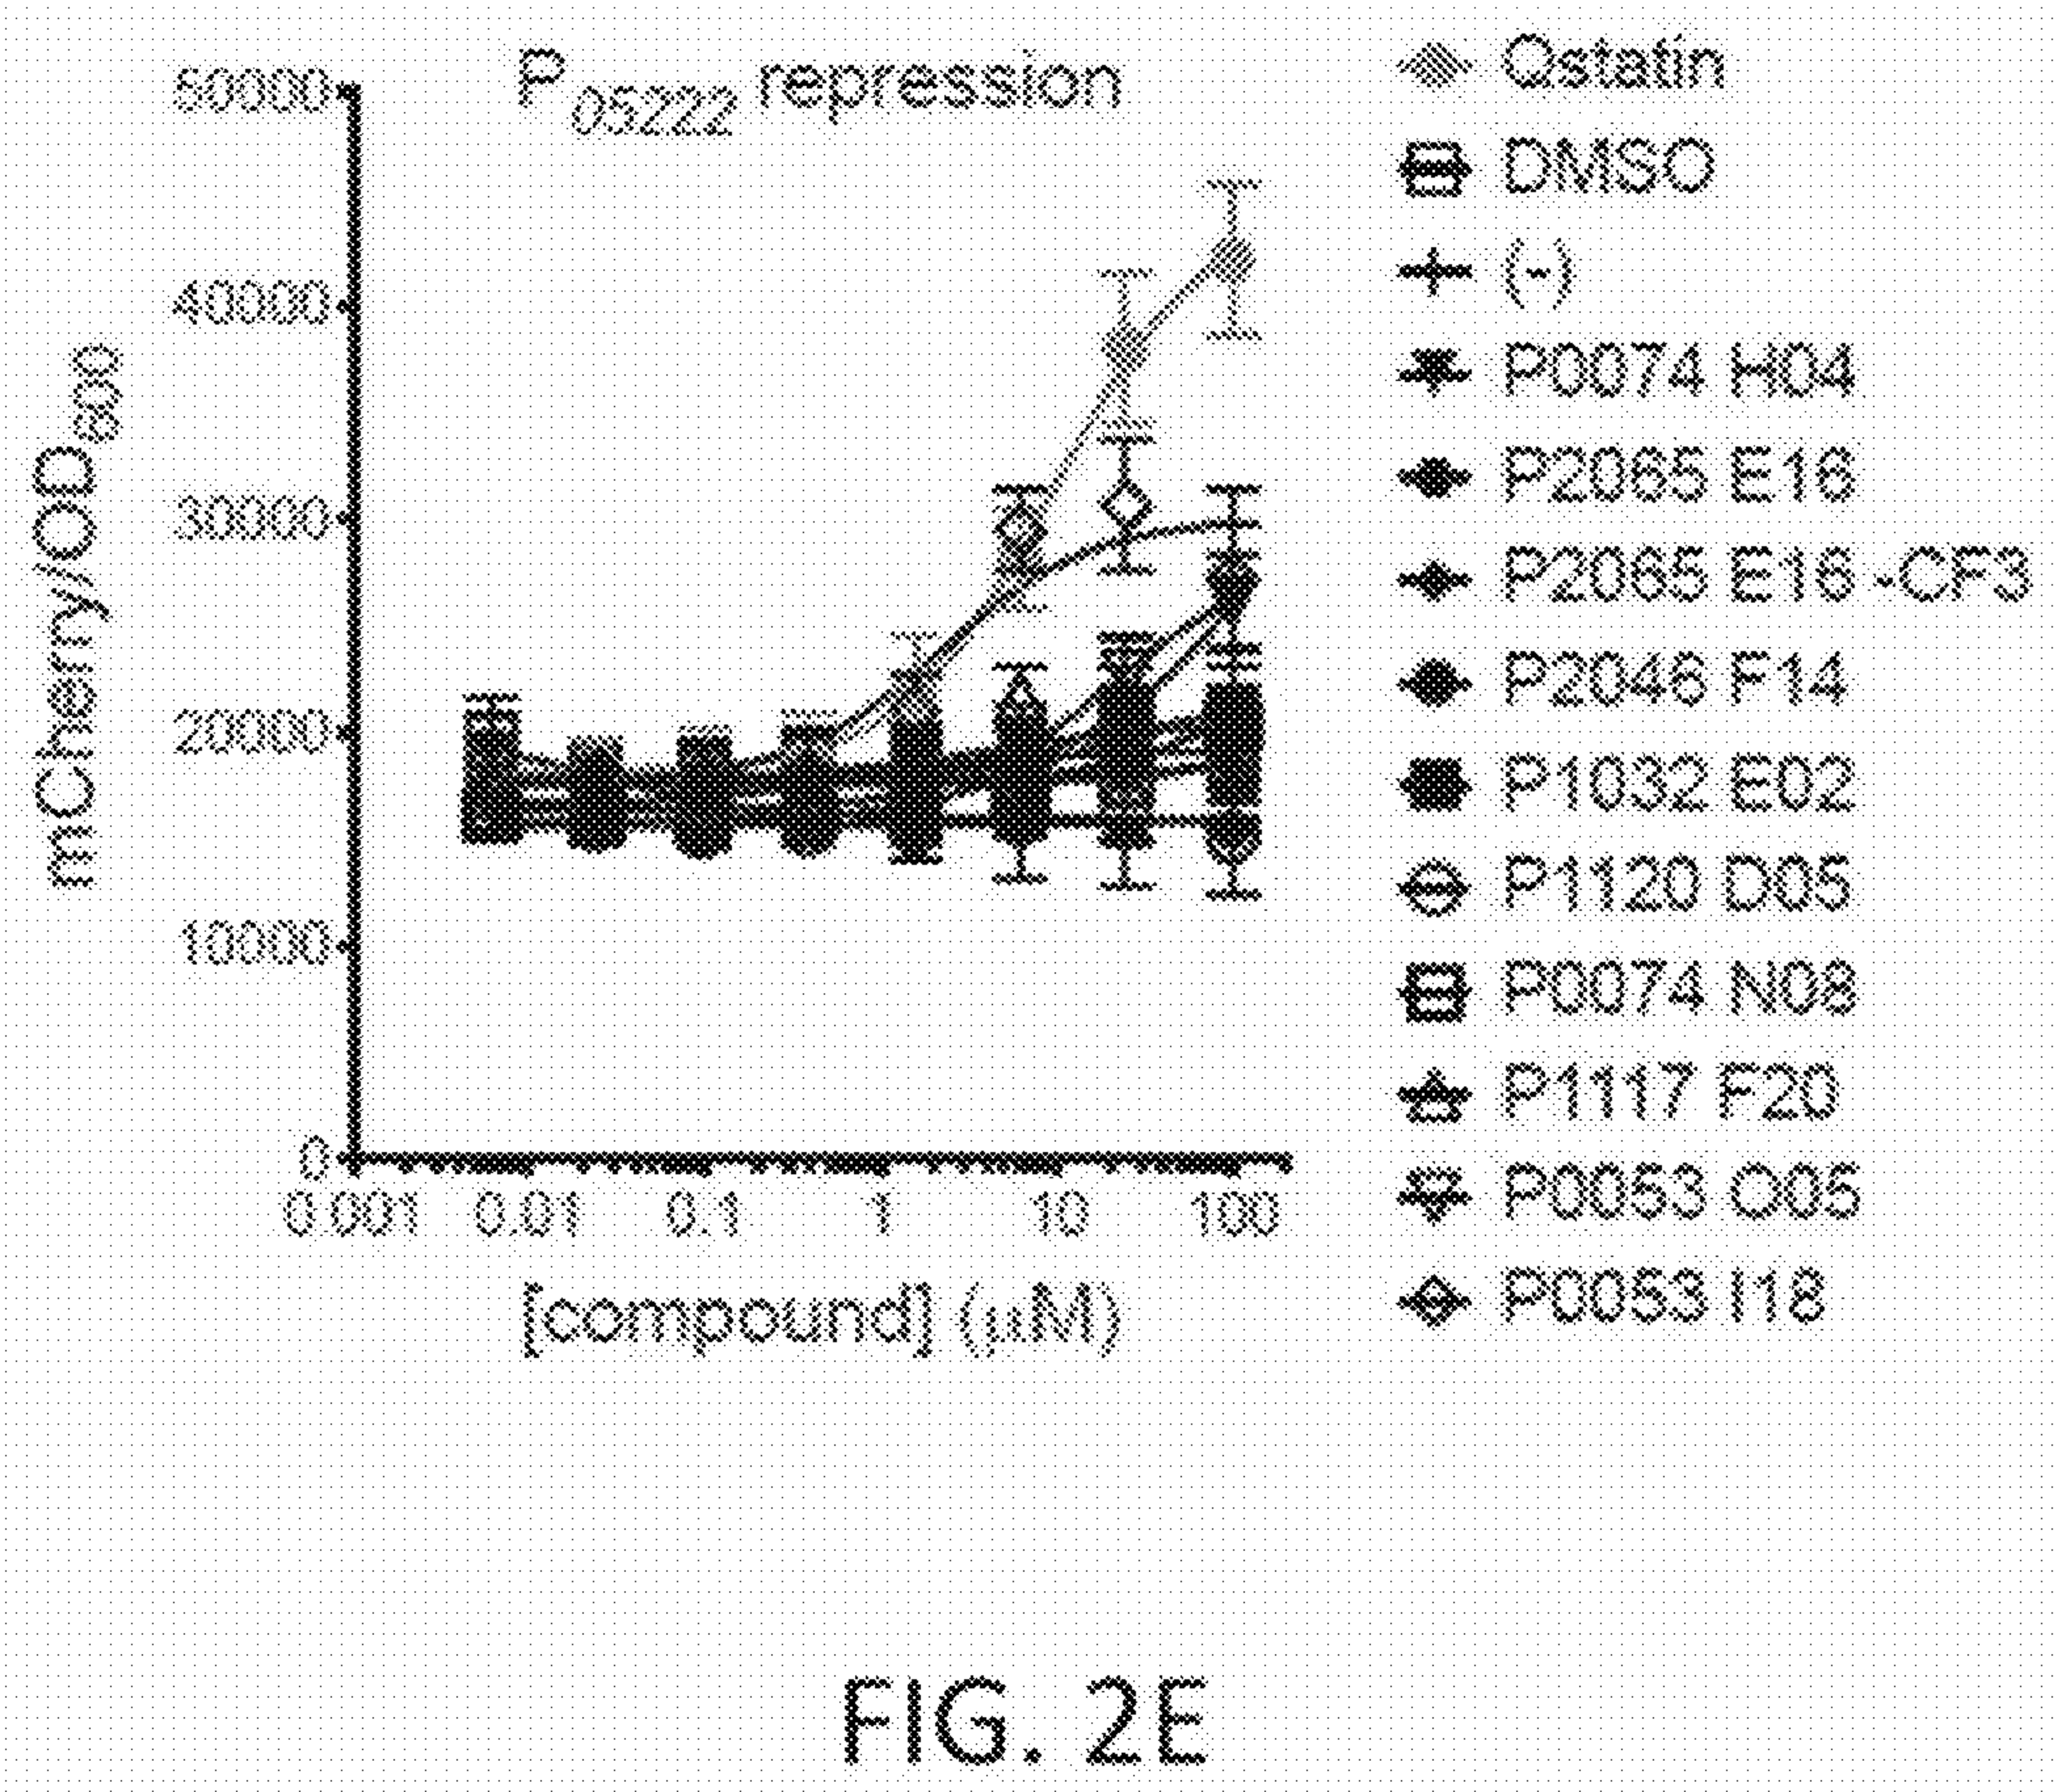 P05222 repression
mCherry/OD600
50000
40000
30000
20000
10000
0
0.001 0.01 0.1 1 10 100
[compound] (μM)
Qstatin
DMSO
(-)
P0074 H04
P2065 E16
P2065 E16 -CF3
P2046 F14
P1032 E02
P1120 D05
P0074 N08
P1117 F20
P0053 O05
P0053 I18
FIG. 2E